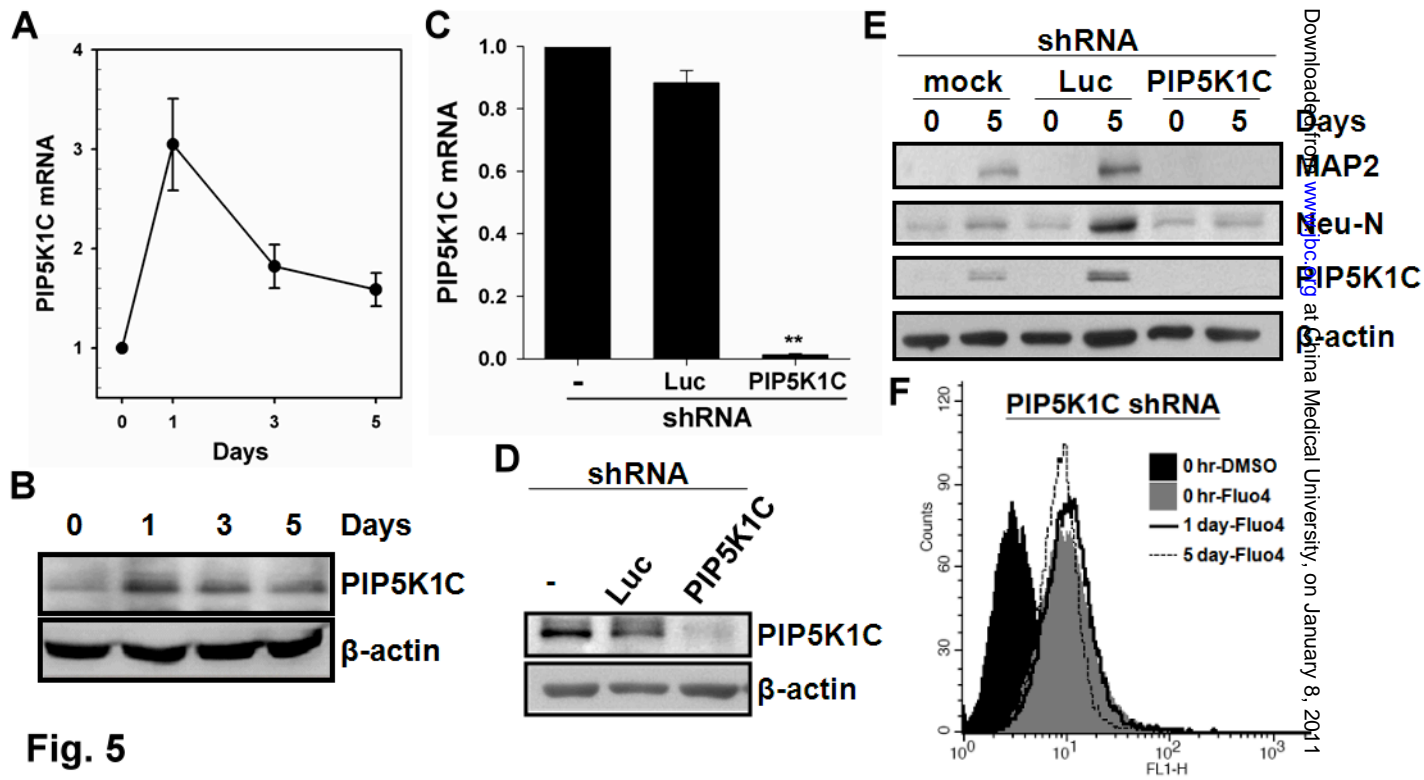 A
PIP5K1C mRNA
4
3
2
1
0 1 3 5
Days
B
0 1 3 5 Days
PIP5K1C
β-actin
C
PIP5K1C mRNA
1.0
0.8
0.6
0.4
0.2
0.0
**
- Luc PIP5K1C
shRNA
D
shRNA
- Luc PIP5K1C
PIP5K1C
β-actin
E
shRNA
mock Luc PIP5K1C
0 5 0 5 0 5 Days
MAP2
Neu-N
PIP5K1C
β-actin
F
PIP5K1C shRNA
Counts
120
90
60
30
0
0 hr-DMSO
0 hr-Fluo4
1 day-Fluo4
5 day-Fluo4
10⁰ 10¹ 10² 10³
FL1-H
Downloaded from www.jbc.org at China Medical University, on January 8, 2011
Fig. 5